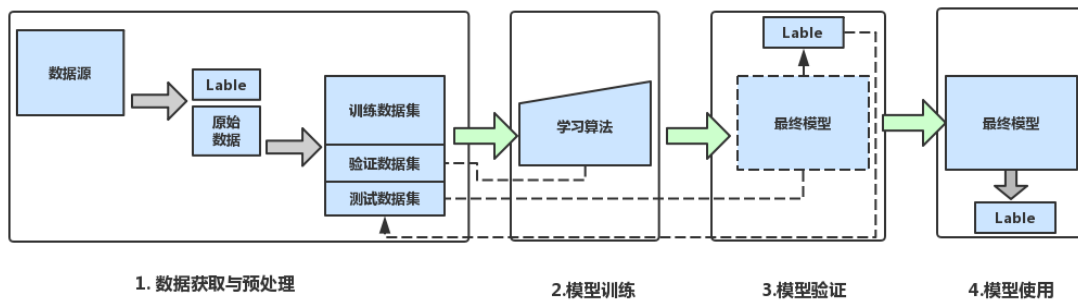 数据源
Lable
原始
数据
训练数据集
验证数据集
测试数据集
学习算法
Lable
最终模型
最终模型
Lable
1. 数据获取与预处理
2.模型训练
3.模型验证
4.模型使用